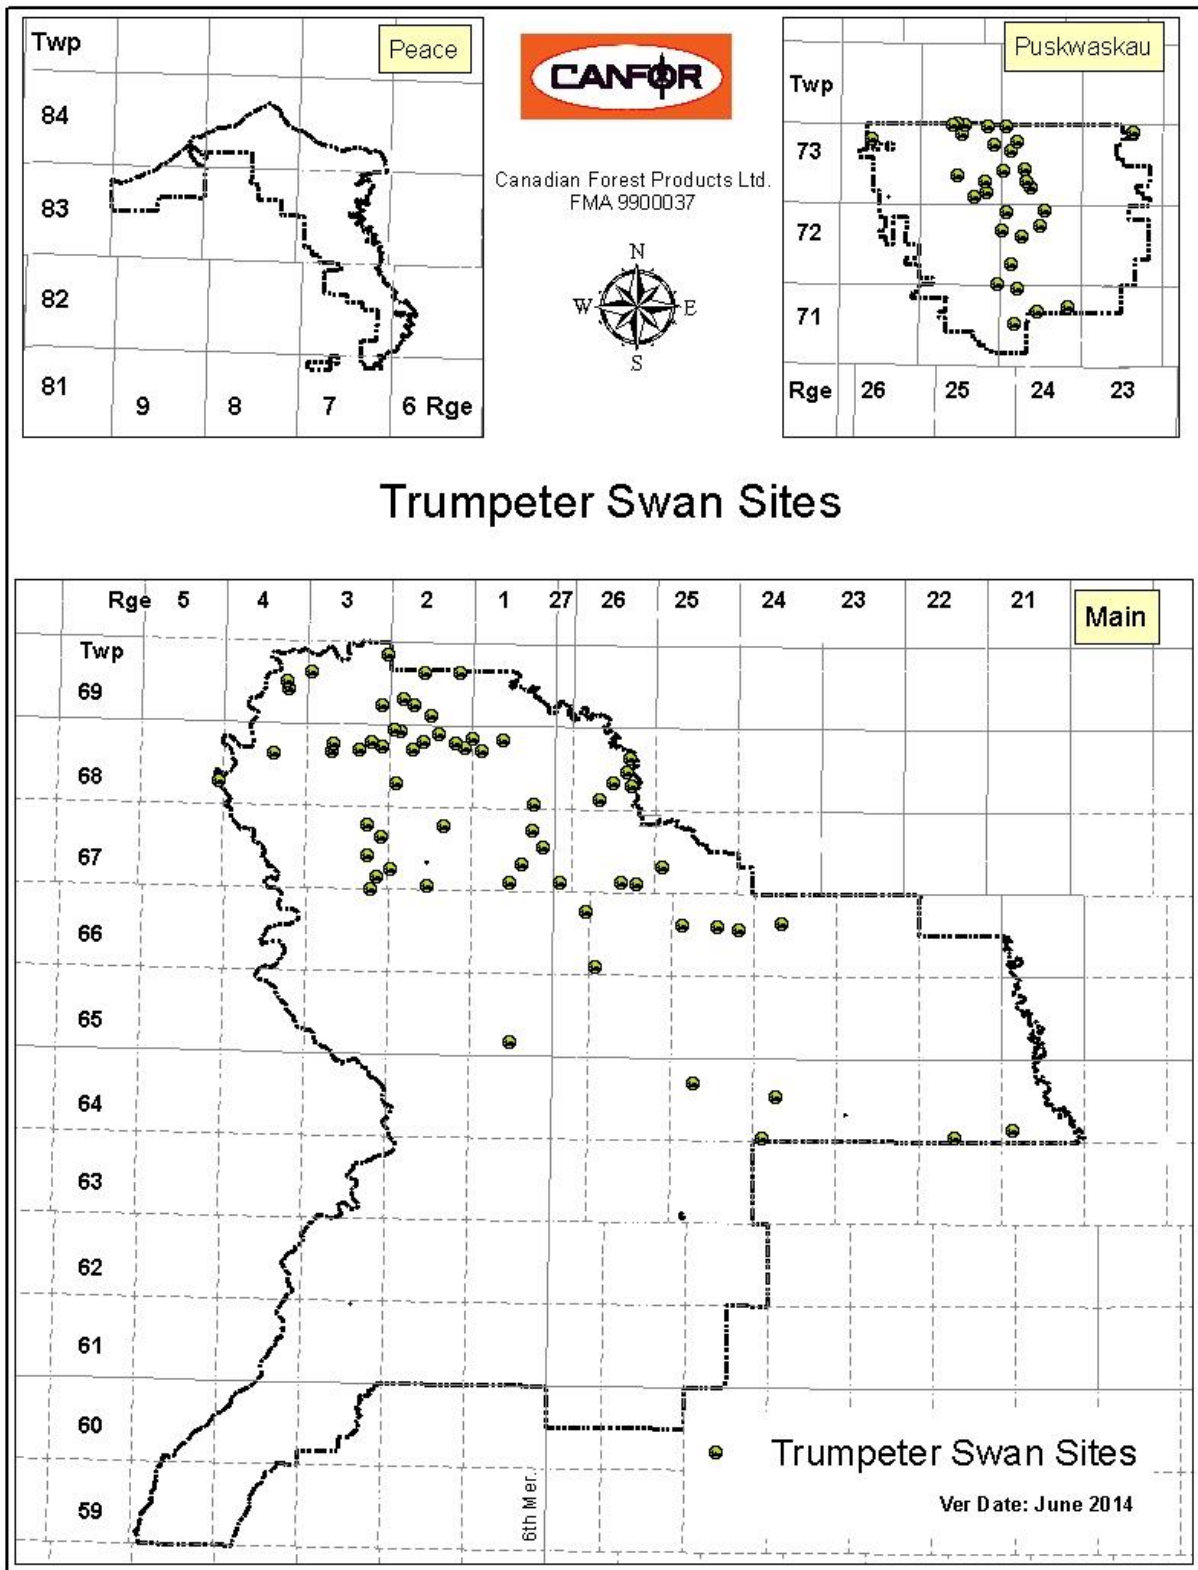 Twp
Peace
84
83
82
81
9 8 7 6 Rge
CANFOR
Canadian Forest Products Ltd.
FMA 9900037
N
W E
S
Puskwaskau
Twp
73
72
71
Rge 26 25 24 23
Trumpeter Swan Sites
Rge 5 4 3 2 1 27 26 25 24 23 22 21
Main
Twp
69
68
67
66
65
64
63
62
61
60
59
6th Mer.
Trumpeter Swan Sites
Ver Date: June 2014